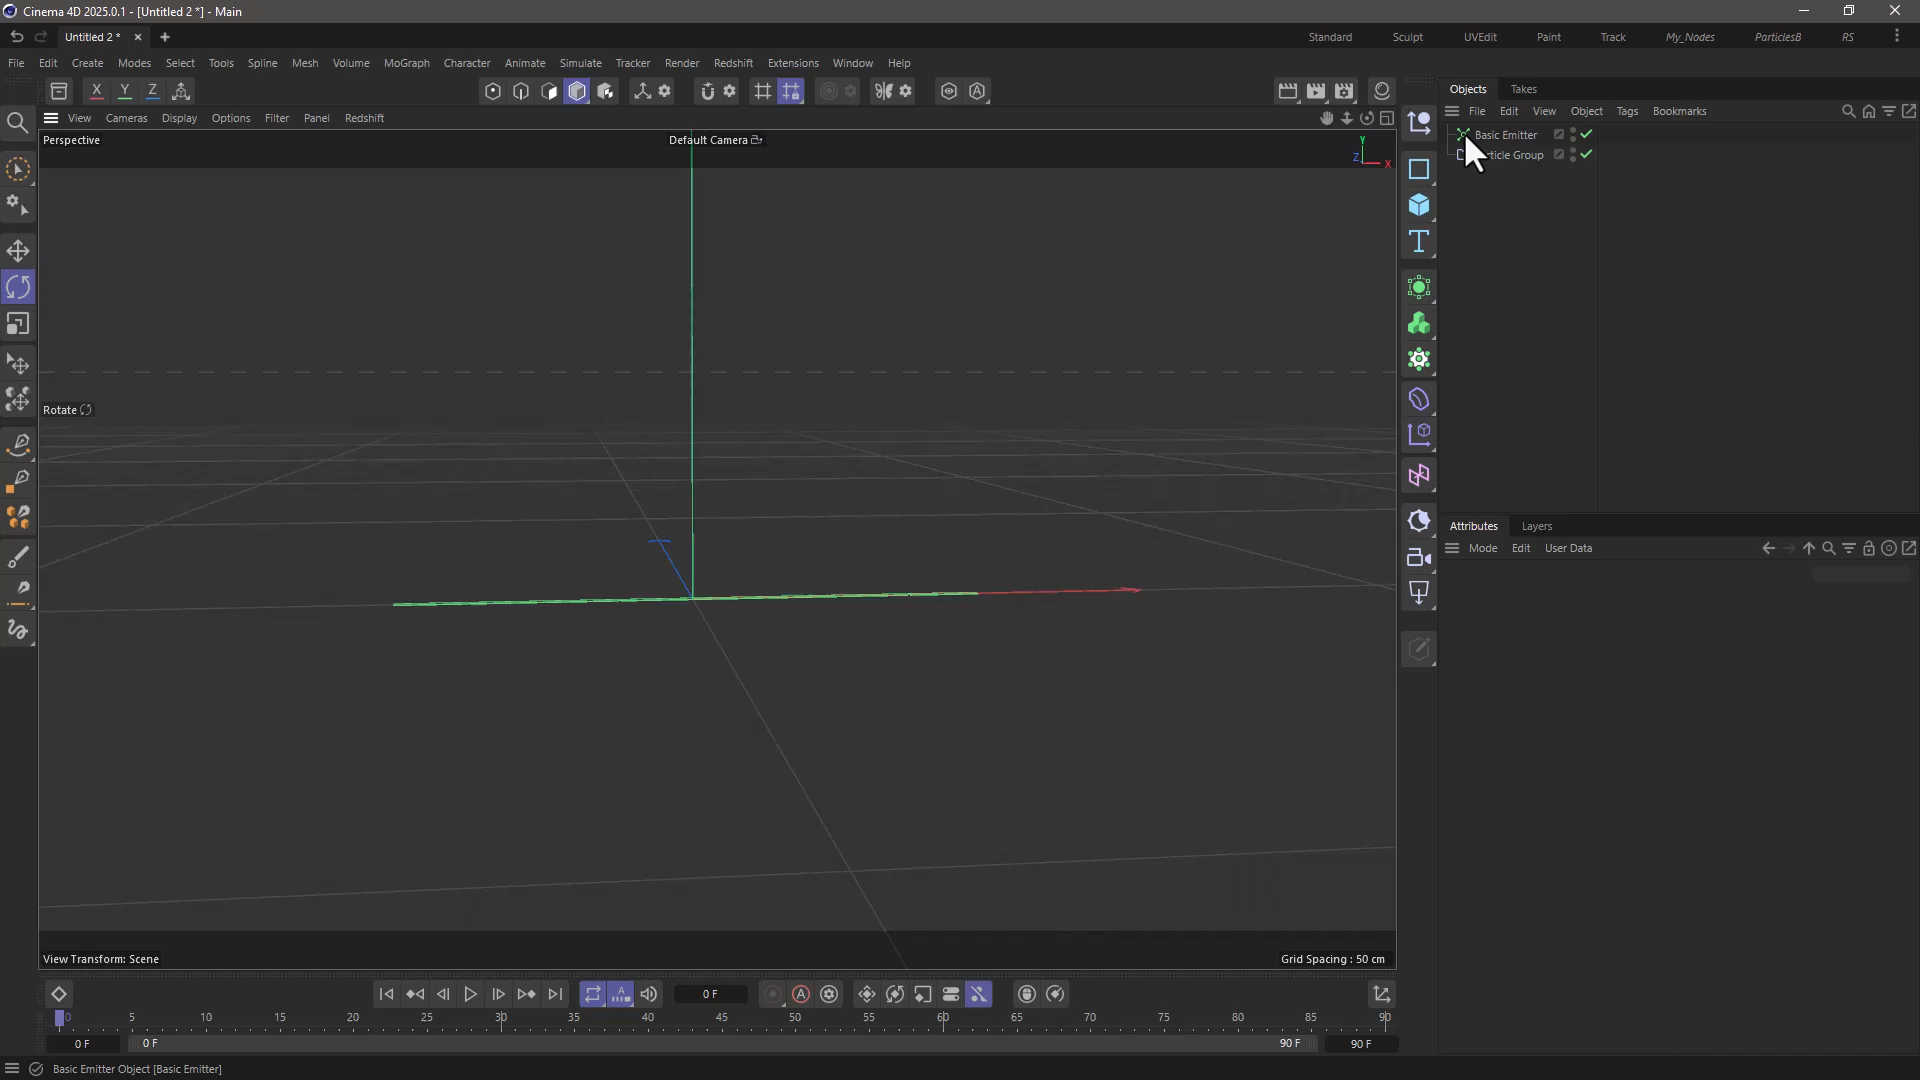 Cinema 4D 2025.0.1 - [Untitled 2 *] - Main
Untitled 2 *
Standard Sculpt UVEdit Paint Track My_Nodes ParticlesB RS
File Edit Create Modes Select Tools Spline Mesh Volume MoGraph Character Animate Simulate Tracker Render Redshift Extensions Window Help
X Y Z
Objects Takes
View Cameras Display Options Filter Panel Redshift
File Edit View Object Tags Bookmarks
Perspective
Default Camera
Y
Z X
Basic Emitter
ticle Group
Rotate
Attributes Layers
Mode Edit User Data
View Transform: Scene
Grid Spacing : 50 cm
0 F
0 5 10 15 20 25 30 35 40 45 50 55 60 65 70 75 80 85 90
0 F 0 F 90 F 90 F
Basic Emitter Object [Basic Emitter]